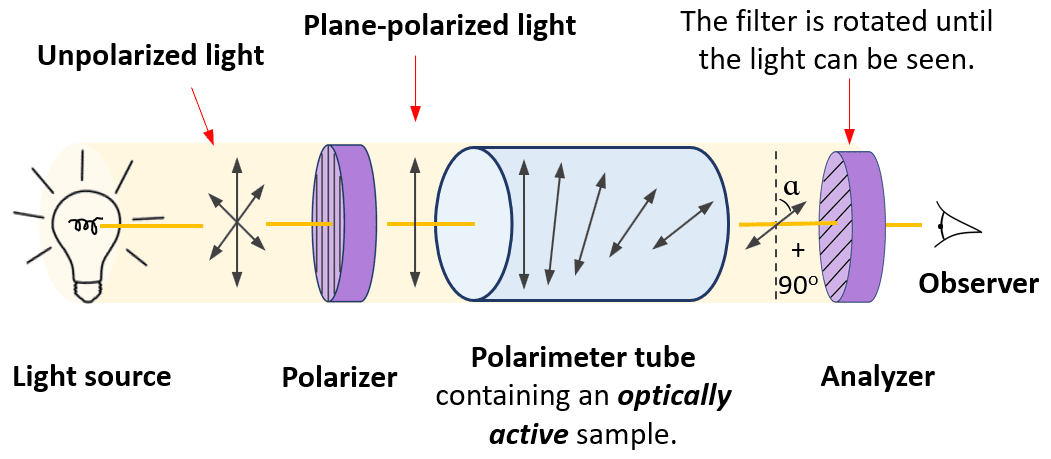 Unpolarized light
Plane-polarized light
The filter is rotated until
the light can be seen.
α
+
90º
Observer
Light source
Polarizer
Polarimeter tube
containing an optically
active sample.
Analyzer